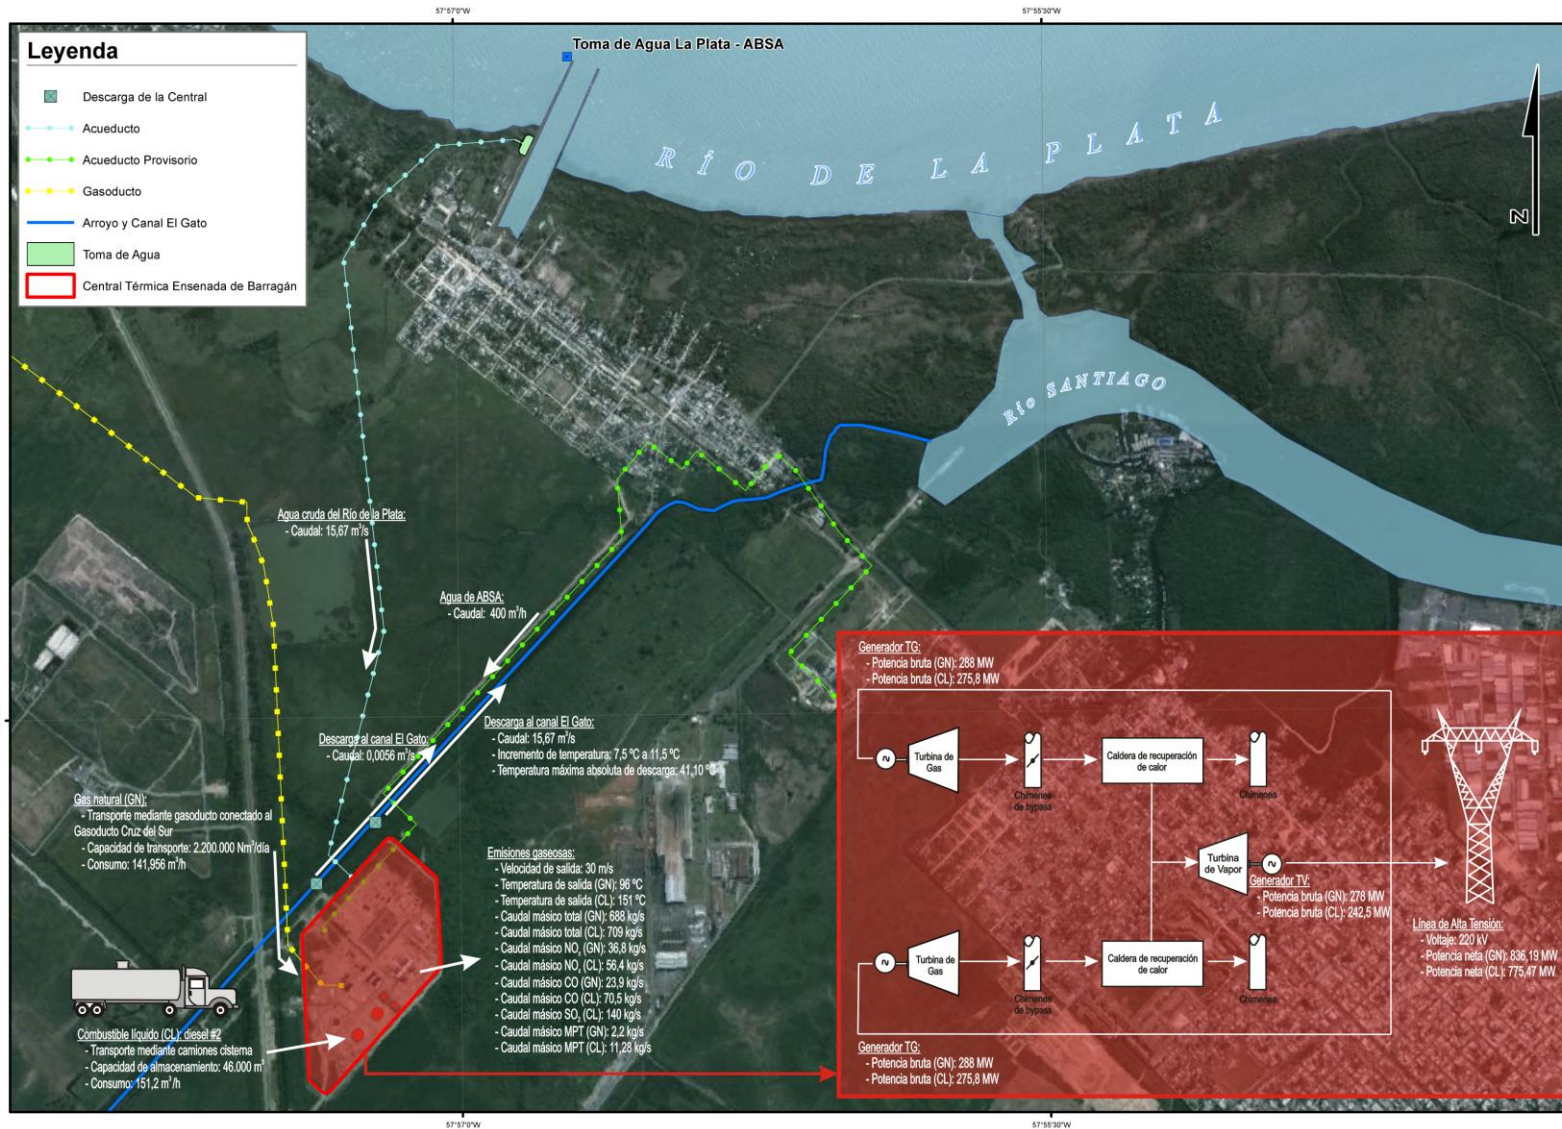 57°57'0"W
57°55'30"W
Leyenda
Descarga de la Central
Acueducto
Acueducto Provisorio
Gasoducto
Arroyo y Canal El Gato
Toma de Agua
Central Térmica Ensenada de Barragán
Toma de Agua La Plata - ABSA
RÍO DE LA PLATA
N
Río SANTIAGO
Agua cruda del Río de la Plata:
- Caudal: 15,67 m³/s
Agua de ABSA:
- Caudal: 400 m³/h
Descarga al canal El Gato:
- Caudal: 0,0056 m³/s
Descarga al canal El Gato:
- Caudal: 15,67 m³/s
- Incremento de temperatura: 7,5 ºC a 11,5 ºC
- Temperatura máxima absoluta de descarga: 41,10 ºC
Gas natural (GN):
- Transporte mediante gasoducto conectado al
Gasoducto Cruz del Sur
- Capacidad de transporte: 2.200.000 Nm³/día
- Consumo: 141,956 m³/h
Emisiones gaseosas:
- Velocidad de salida: 30 m/s
- Temperatura de salida (GN): 96 ºC
- Temperatura de salida (CL): 151 ºC
- Caudal másico total (GN): 688 kg/s
- Caudal másico total (CL): 709 kg/s
- Caudal másico NOₓ (GN): 36,8 kg/s
- Caudal másico NOₓ (CL): 56,4 kg/s
- Caudal másico CO (GN): 23,9 kg/s
- Caudal másico CO (CL): 70,5 kg/s
- Caudal másico SO₂ (CL): 140 kg/s
- Caudal másico MPT (GN): 2,2 kg/s
- Caudal másico MPT (CL): 11,28 kg/s
Combustible líquido (CL): diesel #2
- Transporte mediante camiones cisterna
- Capacidad de almacenamiento: 46.000 m³
- Consumo: 151,2 m³/h
Generador TG:
- Potencia bruta (GN): 288 MW
- Potencia bruta (CL): 275,8 MW
Turbina de
Gas
Chimenea
de bypass
Caldera de recuperación
de calor
Chimenea
Turbina
de Vapor
Generador TV:
- Potencia bruta (GN): 278 MW
- Potencia bruta (CL): 242,5 MW
Línea de Alta Tensión:
- Voltaje: 220 kV
- Potencia neta (GN): 836,19 MW
- Potencia neta (CL): 775,47 MW
Turbina de
Gas
Chimenea
de bypass
Caldera de recuperación
de calor
Chimenea
Generador TG:
- Potencia bruta (GN): 288 MW
- Potencia bruta (CL): 275,8 MW
57°57'0"W
57°55'30"W